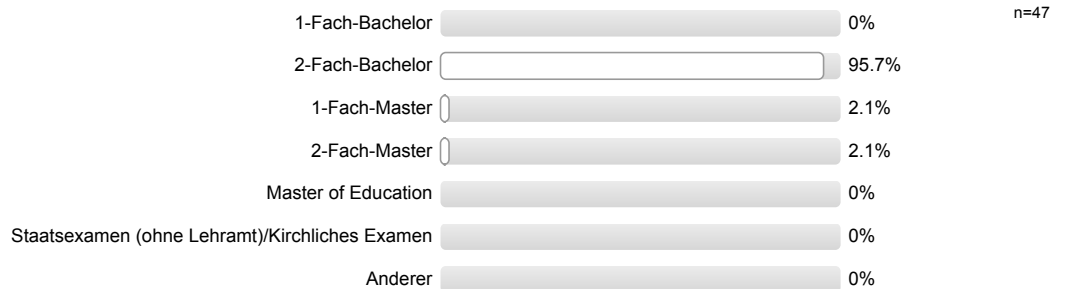 n=47
1-Fach-Bachelor 0%
2-Fach-Bachelor 95.7%
1-Fach-Master 2.1%
2-Fach-Master 2.1%
Master of Education 0%
Staatsexamen (ohne Lehramt)/Kirchliches Examen 0%
Anderer 0%